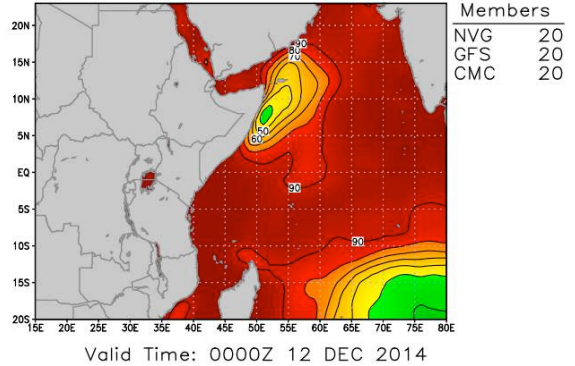 Members
NVG 20
GFS 20
CMC 20
20N
15N
10N
5N
EQ
5S
10S
15S
20S
90
80
70
50
60
90
90
15E 20E 25E 30E 35E 40E 45E 50E 55E 60E 65E 70E 75E 80E
Valid Time: 0000Z 12 DEC 2014